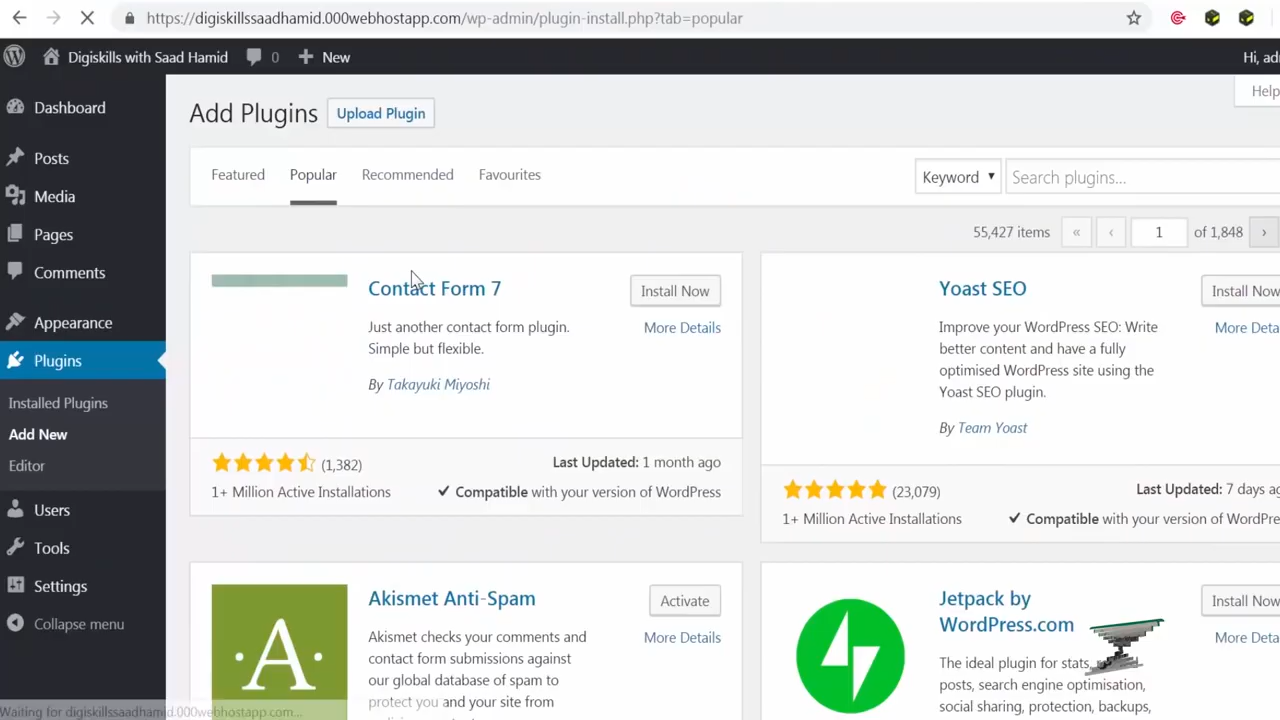 https://digiskillssaadhamid.000webhostapp.com/wp-admin/plugin-install.php?tab=popular
Digiskills with Saad Hamid 0 New Hi, ad
Dashboard
Posts
Media
Pages
Comments
Appearance
Plugins
Installed Plugins
Add New
Editor
Users
Tools
Settings
Collapse menu
Help
Add Plugins Upload Plugin
Featured Popular Recommended Favourites Keyword Search plugins...
55,427 items « ‹ 1 of 1,848 ›
Contact Form 7
Install Now
More Details
Just another contact form plugin.
Simple but flexible.
By Takayuki Miyoshi
(1,382)
Last Updated: 1 month ago
1+ Million Active Installations
Compatible with your version of WordPress
Yoast SEO
Install Now
More Deta
Improve your WordPress SEO: Write
better content and have a fully
optimised WordPress site using the
Yoast SEO plugin.
By Team Yoast
(23,079)
Last Updated: 7 days ag
1+ Million Active Installations
Compatible with your version of WordPre
Akismet Anti-Spam
Activate
More Details
Akismet checks your comments and
contact form submissions against
our global database of spam to
protect you and your site from
Jetpack by
WordPress.com
Install Now
More Deta
The ideal plugin for stats,
posts, search engine optimisation,
social sharing, protection, backups,
Waiting for digiskillssaadhamid.000webhostapp.com...